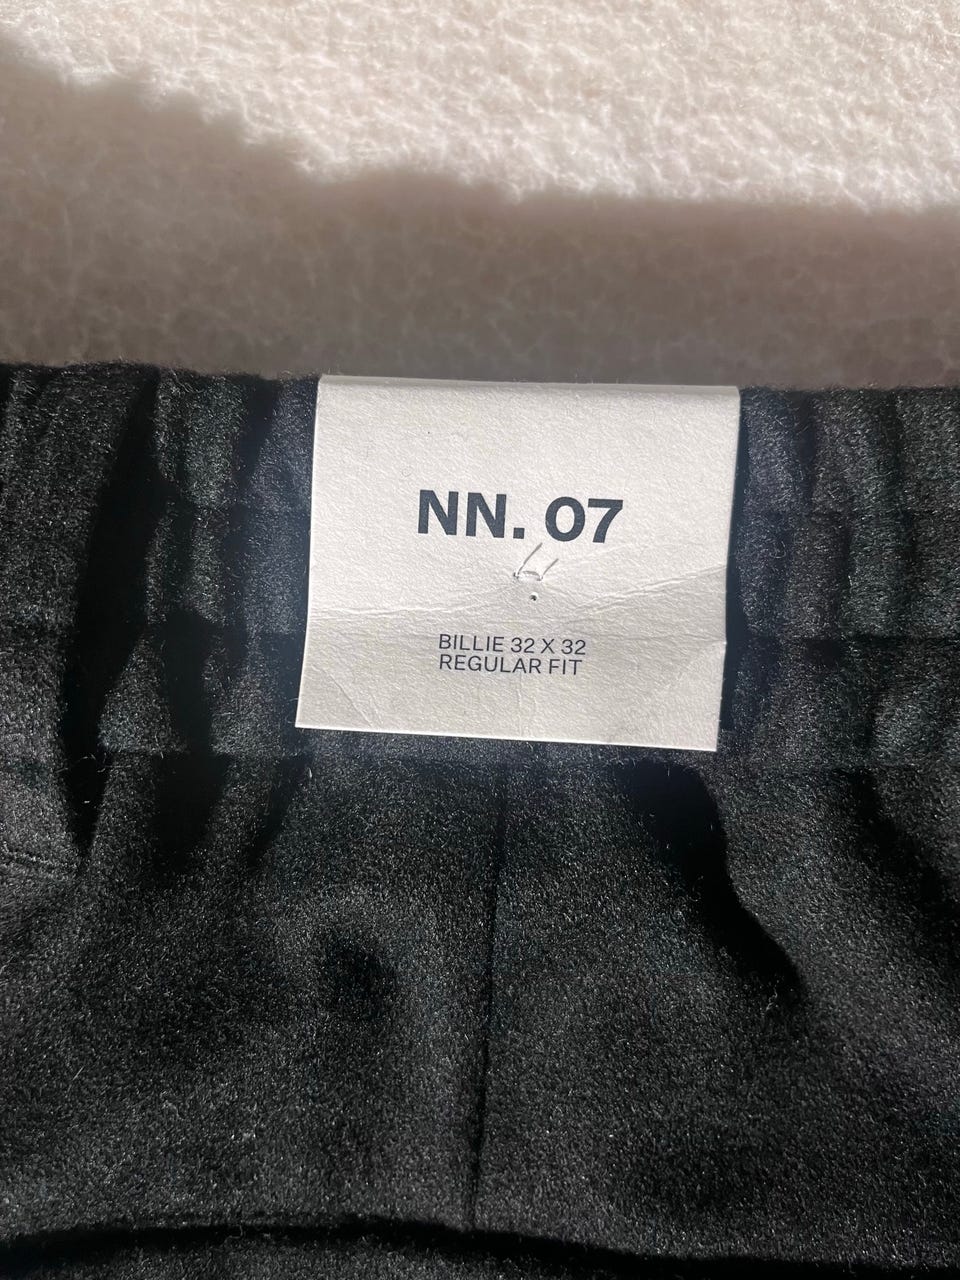 NN. 07
BILLIE 32 X 32
REGULAR FIT